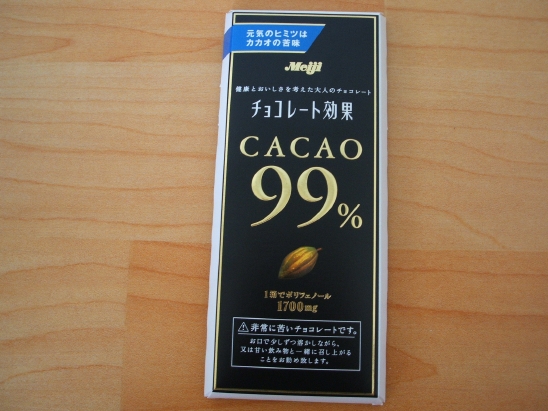 元気のヒミツは
カカオの苦味
Meiji
健康とおいしさを考えた大人のチョコレート
チョコレート効果
CACAO
99%
1箱でポリフェノール
1700mg
非常に苦いチョコレートです。
お口で少しずつ溶かしながら、
又は甘い飲み物と一緒に召し上がる
ことをお勧め致します。